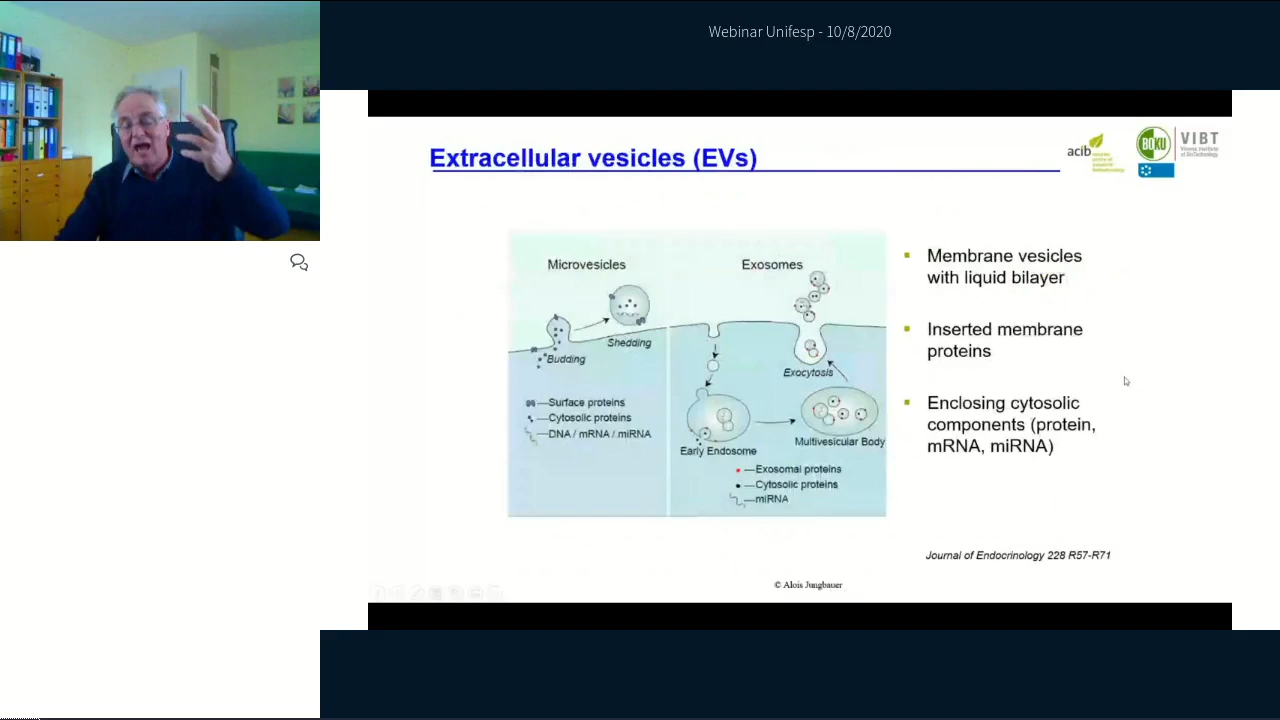 Webinar Unifesp - 10/8/2020
Extracellular vesicles (EVs)
acib
BOKU
VIBT
Microvesicles
Exosomes
Shedding
Budding
Exocytosis
Surface proteins
Cytosolic proteins
DNA / mRNA / miRNA
Early Endosome
Multivesicular Body
Exosomal proteins
Cytosolic proteins
miRNA
Membrane vesicles
with liquid bilayer
Inserted membrane
proteins
Enclosing cytosolic
components (protein,
mRNA, miRNA)
Journal of Endocrinology 228 R57-R71
© Alois Jungbauer